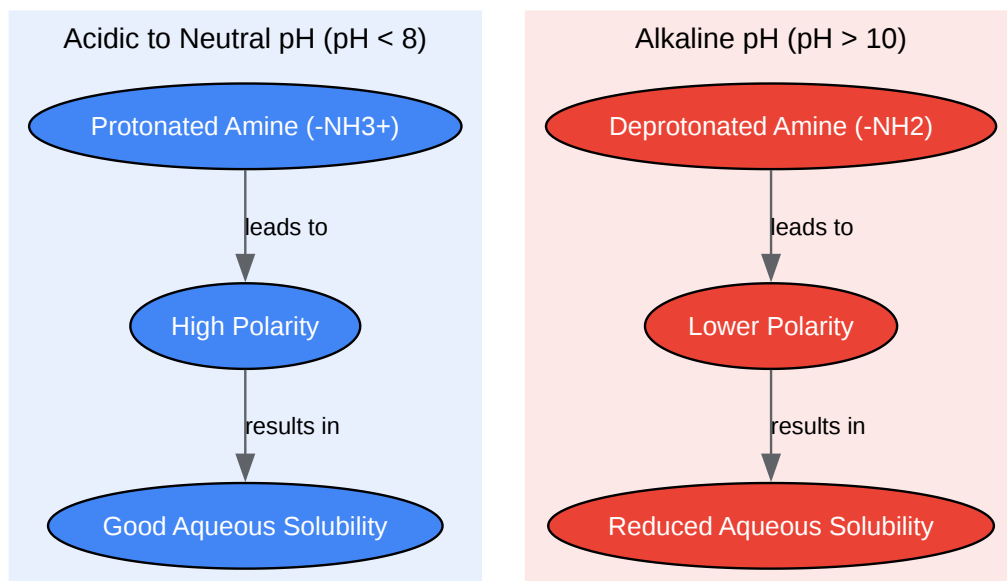 Acidic to Neutral pH (pH < 8)
Protonated Amine (-NH3+)
leads to
High Polarity
results in
Good Aqueous Solubility
Alkaline pH (pH > 10)
Deprotonated Amine (-NH2)
leads to
Lower Polarity
results in
Reduced Aqueous Solubility